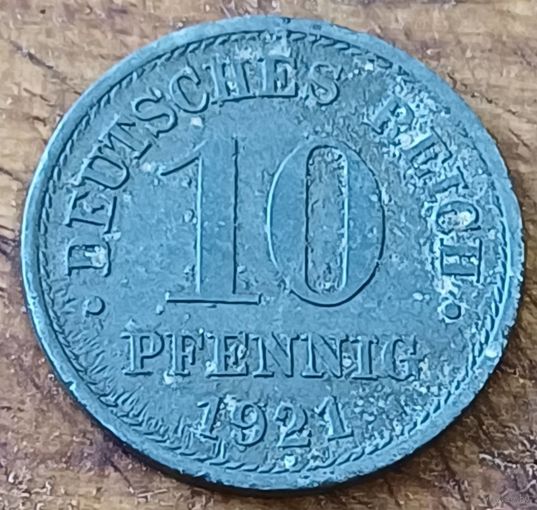 DEUTSCHES REICH
10
PFENNIG
1921